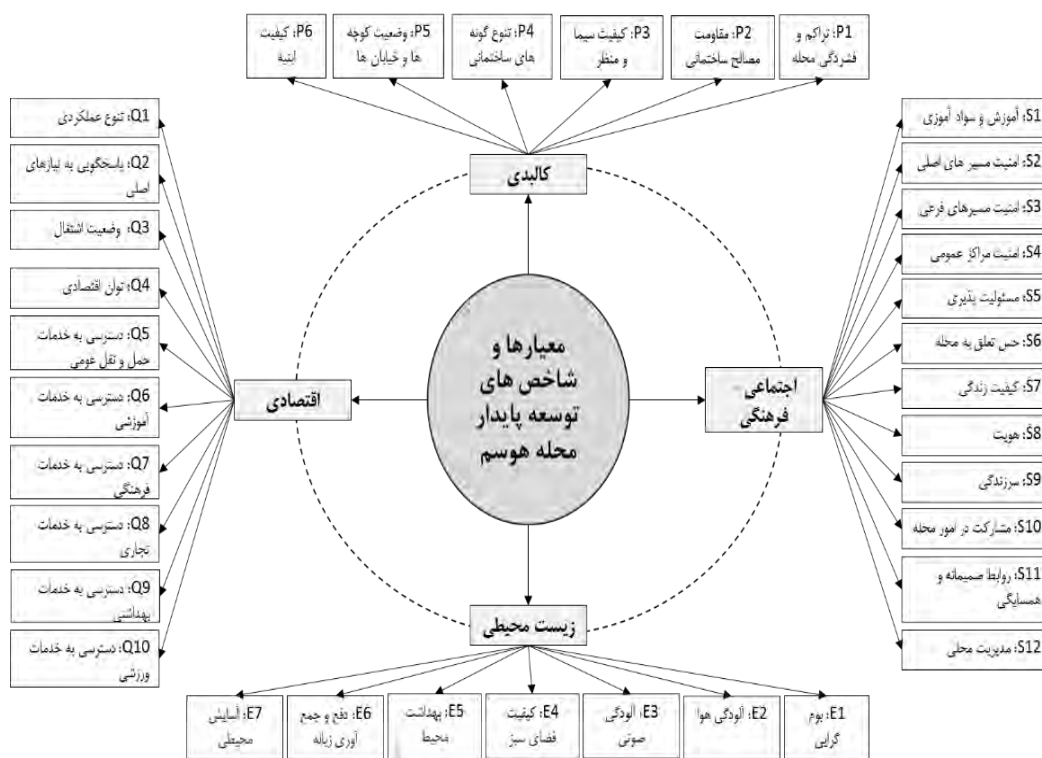 P1: تراکم و
فشردگی محله
P2: مقاومت
مصالح ساختمانی
P3: کیفیت سیما
و منظر
P4: تنوع گونه
های ساختمانی
P5: وضعیت کوچه
ها و خیابان ها
P6: کیفیت
ابنیه
کالبدی
S1: آموزش و سواد آموزی
S2: امنیت مسیر های اصلی
S3: امنیت مسیرهای فرعی
S4: امنیت مراکز عمومی
S5: مسئولیت پذیری
S6: حس تعلق به محله
S7: کیفیت زندگی
S8: هویت
S9: سرزندگی
S10: مشارکت در امور محله
S11: روابط صمیمانه و
همسایگی
S12: مدیریت محلی
اجتماعی-
فرهنگی
معیارها و
شاخص های
توسعه پایدار
محله هوسم
اقتصادی
Q1: تنوع عملکردی
Q2: پاسخگویی به نیازهای
اصلی
Q3: وضعیت اشتغال
Q4: توان اقتصادی
Q5: دسترسی به خدمات
حمل و نقل عمومی
Q6: دسترسی به خدمات
آموزشی
Q7: دسترسی به خدمات
فرهنگی
Q8: دسترسی به خدمات
تجاری
Q9: دسترسی به خدمات
بهداشتی
Q10: دسترسی به خدمات
ورزشی
زیست محیطی
E1: بوم
گرایی
E2: آلودگی هوا
E3: آلودگی
صوتی
E4: کیفیت
فضای سبز
E5: بهداشت
محیط
E6: دفع و جمع
آوری زباله
E7: آسایش
محیطی